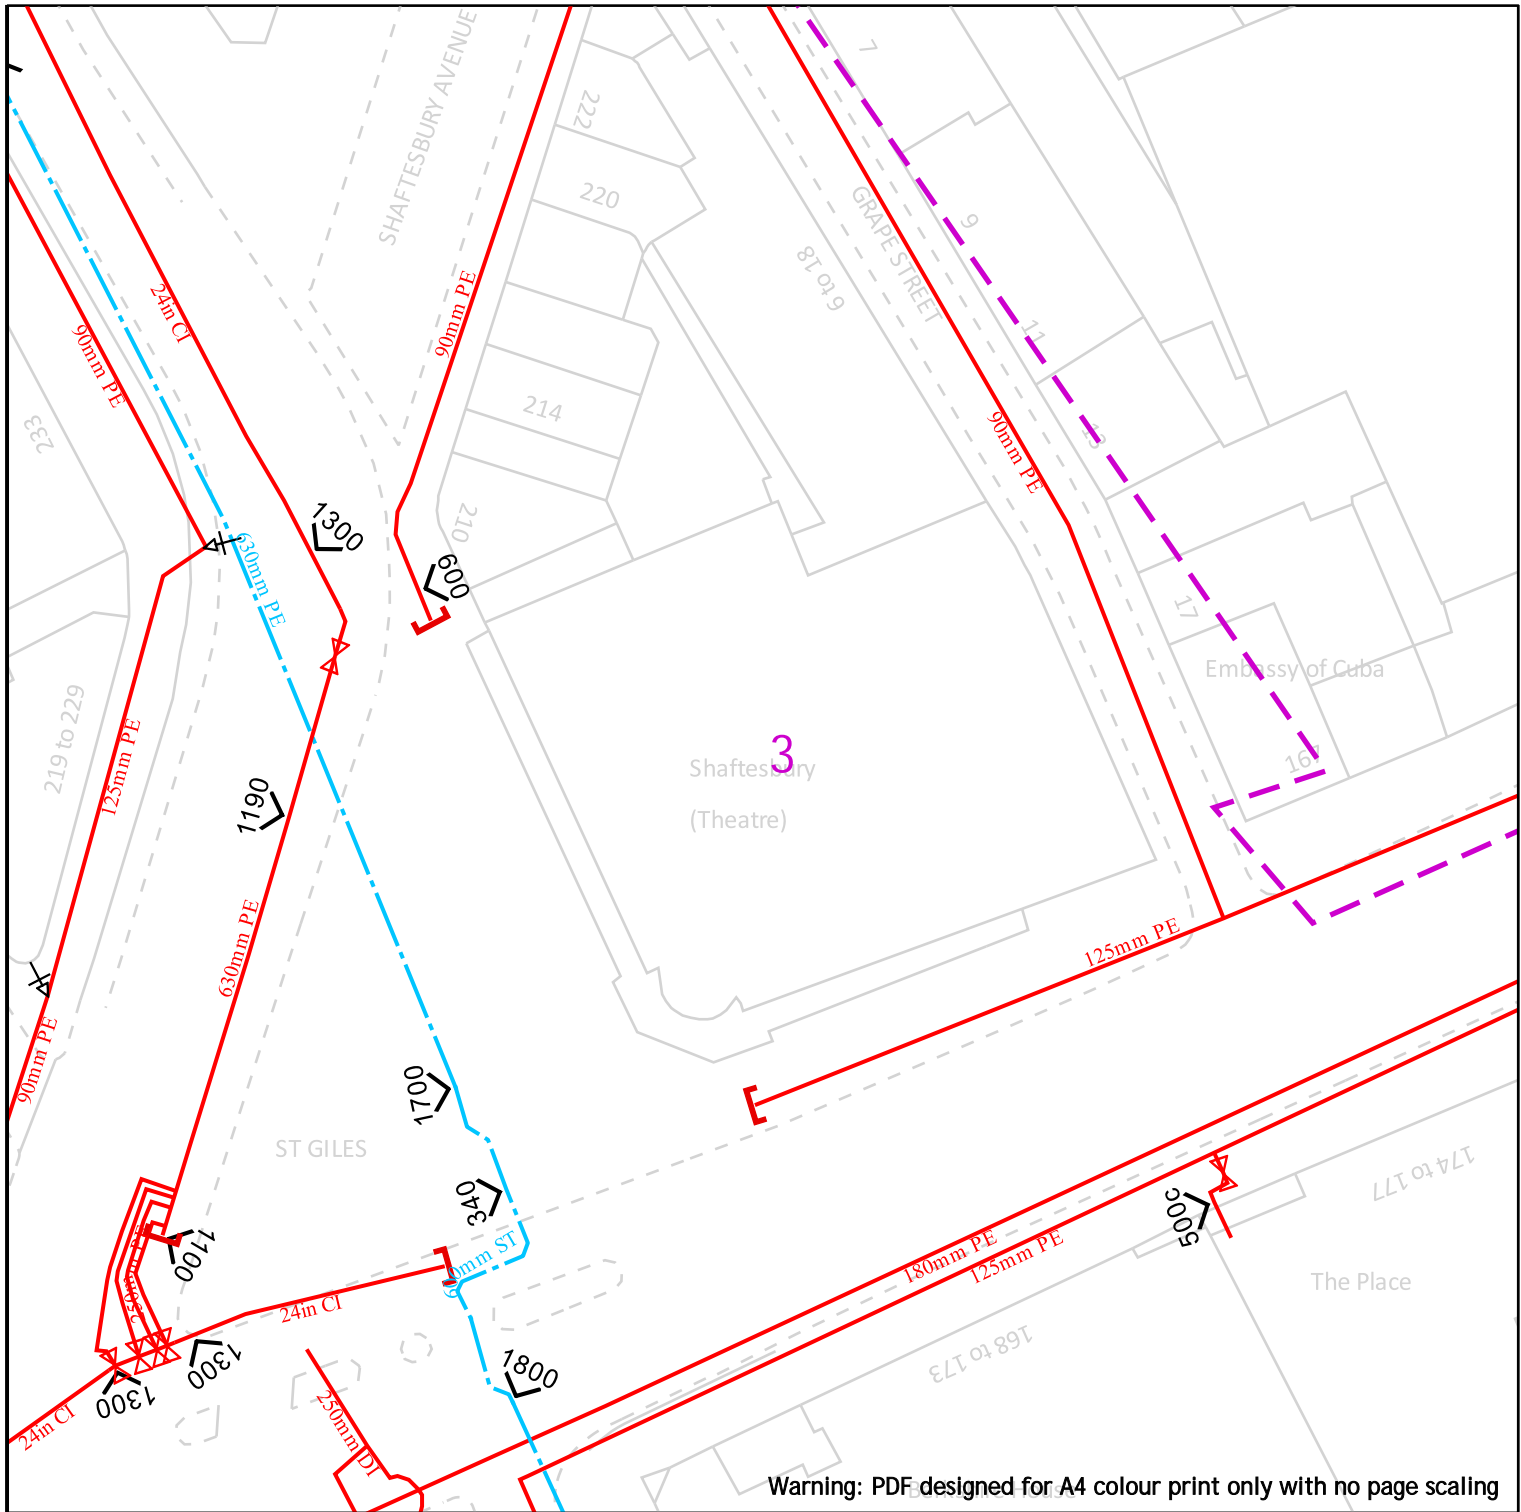 7
SHAFTESBURY AVENUE
222
220
GRAPE STREET
9
6 to 18
24in CI
90mm PE
90mm PE
11
233
214
90mm PE
13
210
1300
630mm PE
600
17
Embassy of Cuba
219 to 229
125mm PE
3
Shaftesbury
(Theatre)
167
1190
630mm PE
125mm PE
90mm PE
1700
ST GILES
340
174 to 177
500c
1100
250mm PE
180mm PE
125mm PE
24in CI
The Place
1300
168 to 173
1800
1300
24in CI
250mm DI
Warning: PDF designed for A4 colour print only with no page scaling